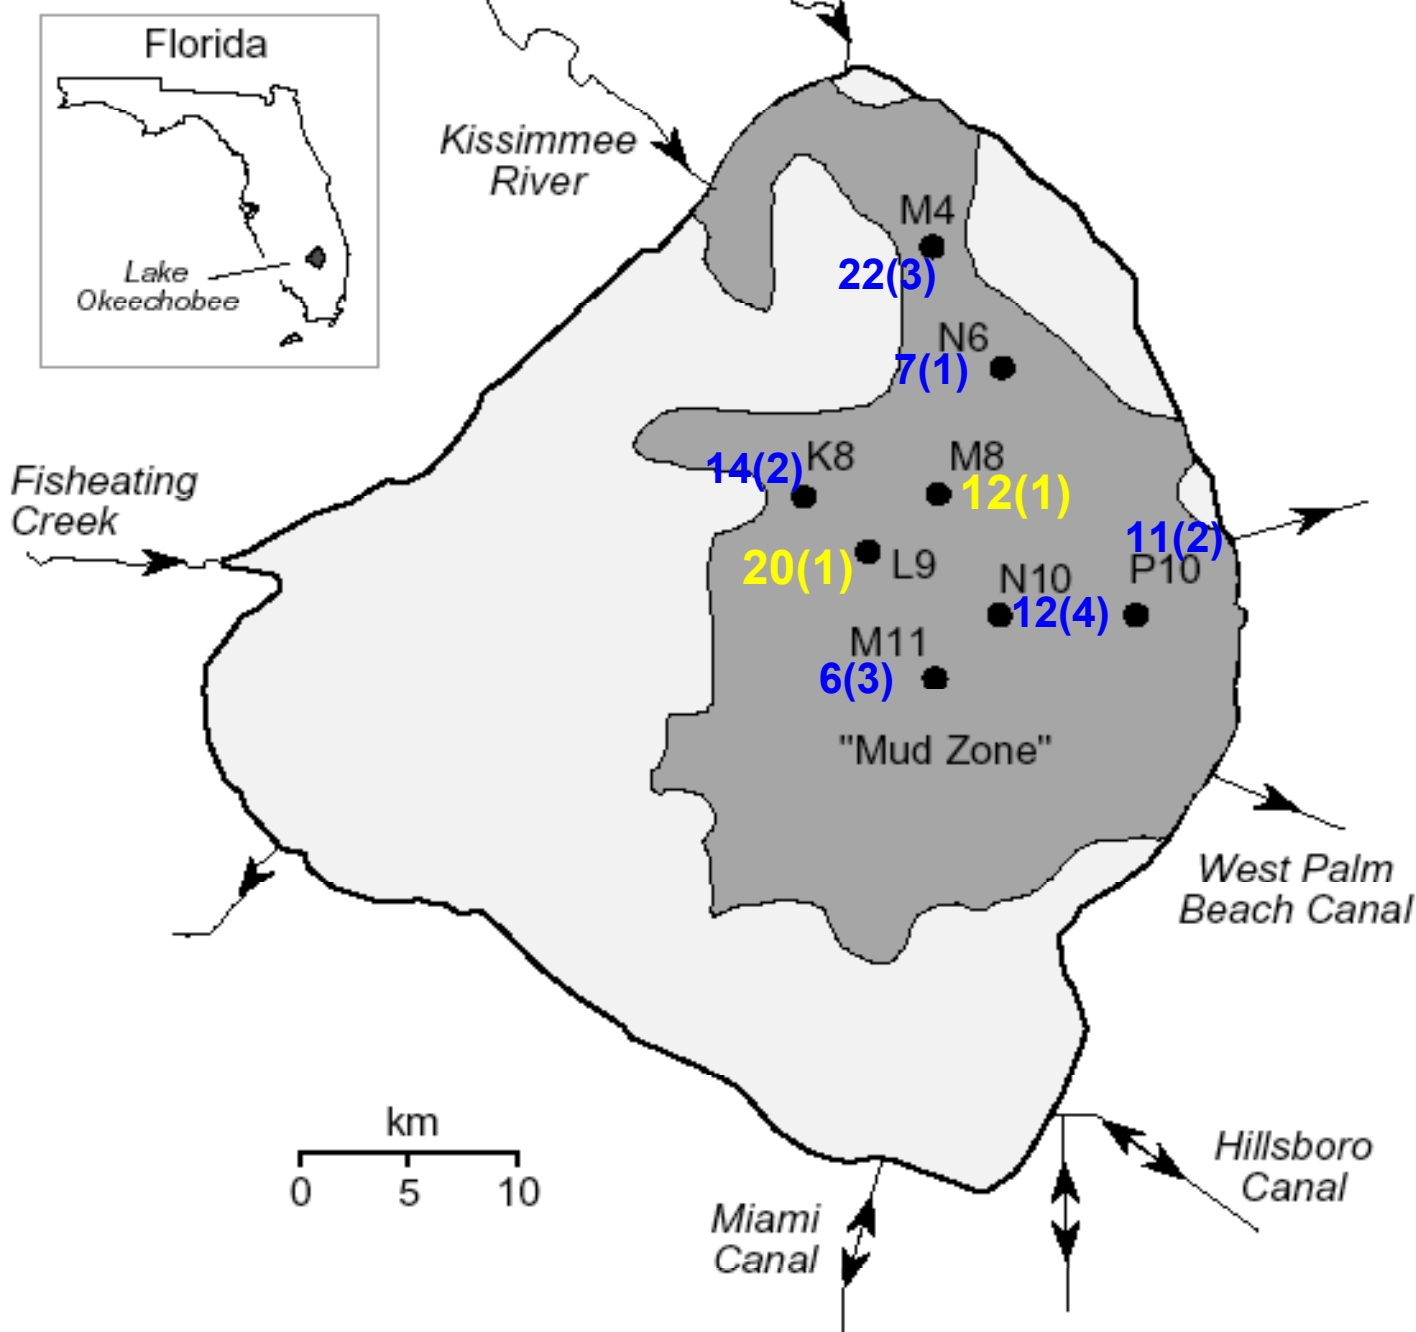 Florida
Lake
Okeechobee
Kissimmee
River
M4
22(3)
N6
7(1)
K8
14(2)
M8
12(1)
Fisheating
Creek
20(1)
L9
11(2)
P10
N10
12(4)
M11
6(3)
"Mud Zone"
West Palm
Beach Canal
km
0 5 10
Hillsboro
Canal
Miami
Canal